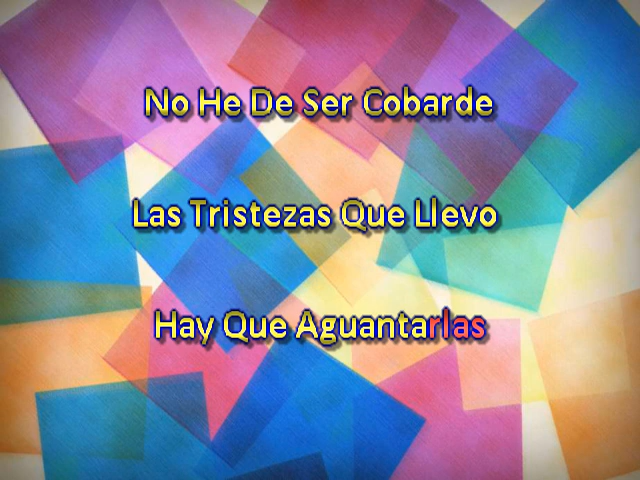 No He De Ser Cobarde
Las Tristezas Que Llevo
Hay Que Aguantarlas